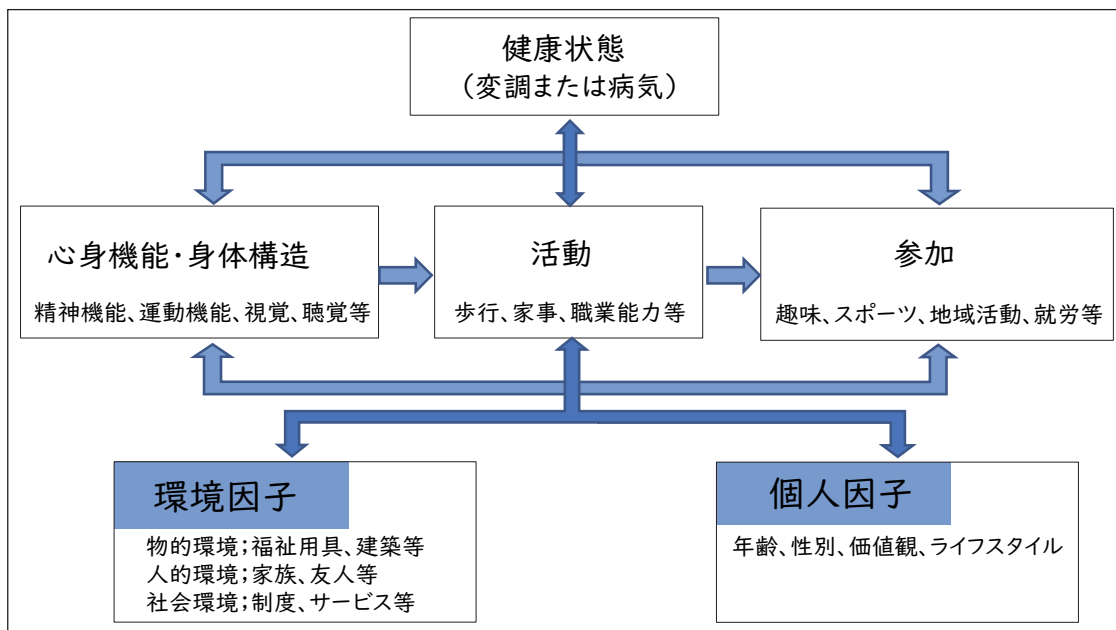 健康状態
(変調または病気)
心身機能・身体構造
精神機能、運動機能、視覚、聴覚等
活動
歩行、家事、職業能力等
参加
趣味、スポーツ、地域活動、就労等
環境因子
物的環境;福祉用具、建築等
人的環境;家族、友人等
社会環境;制度、サービス等
個人因子
年齢、性別、価値観、ライフスタイル